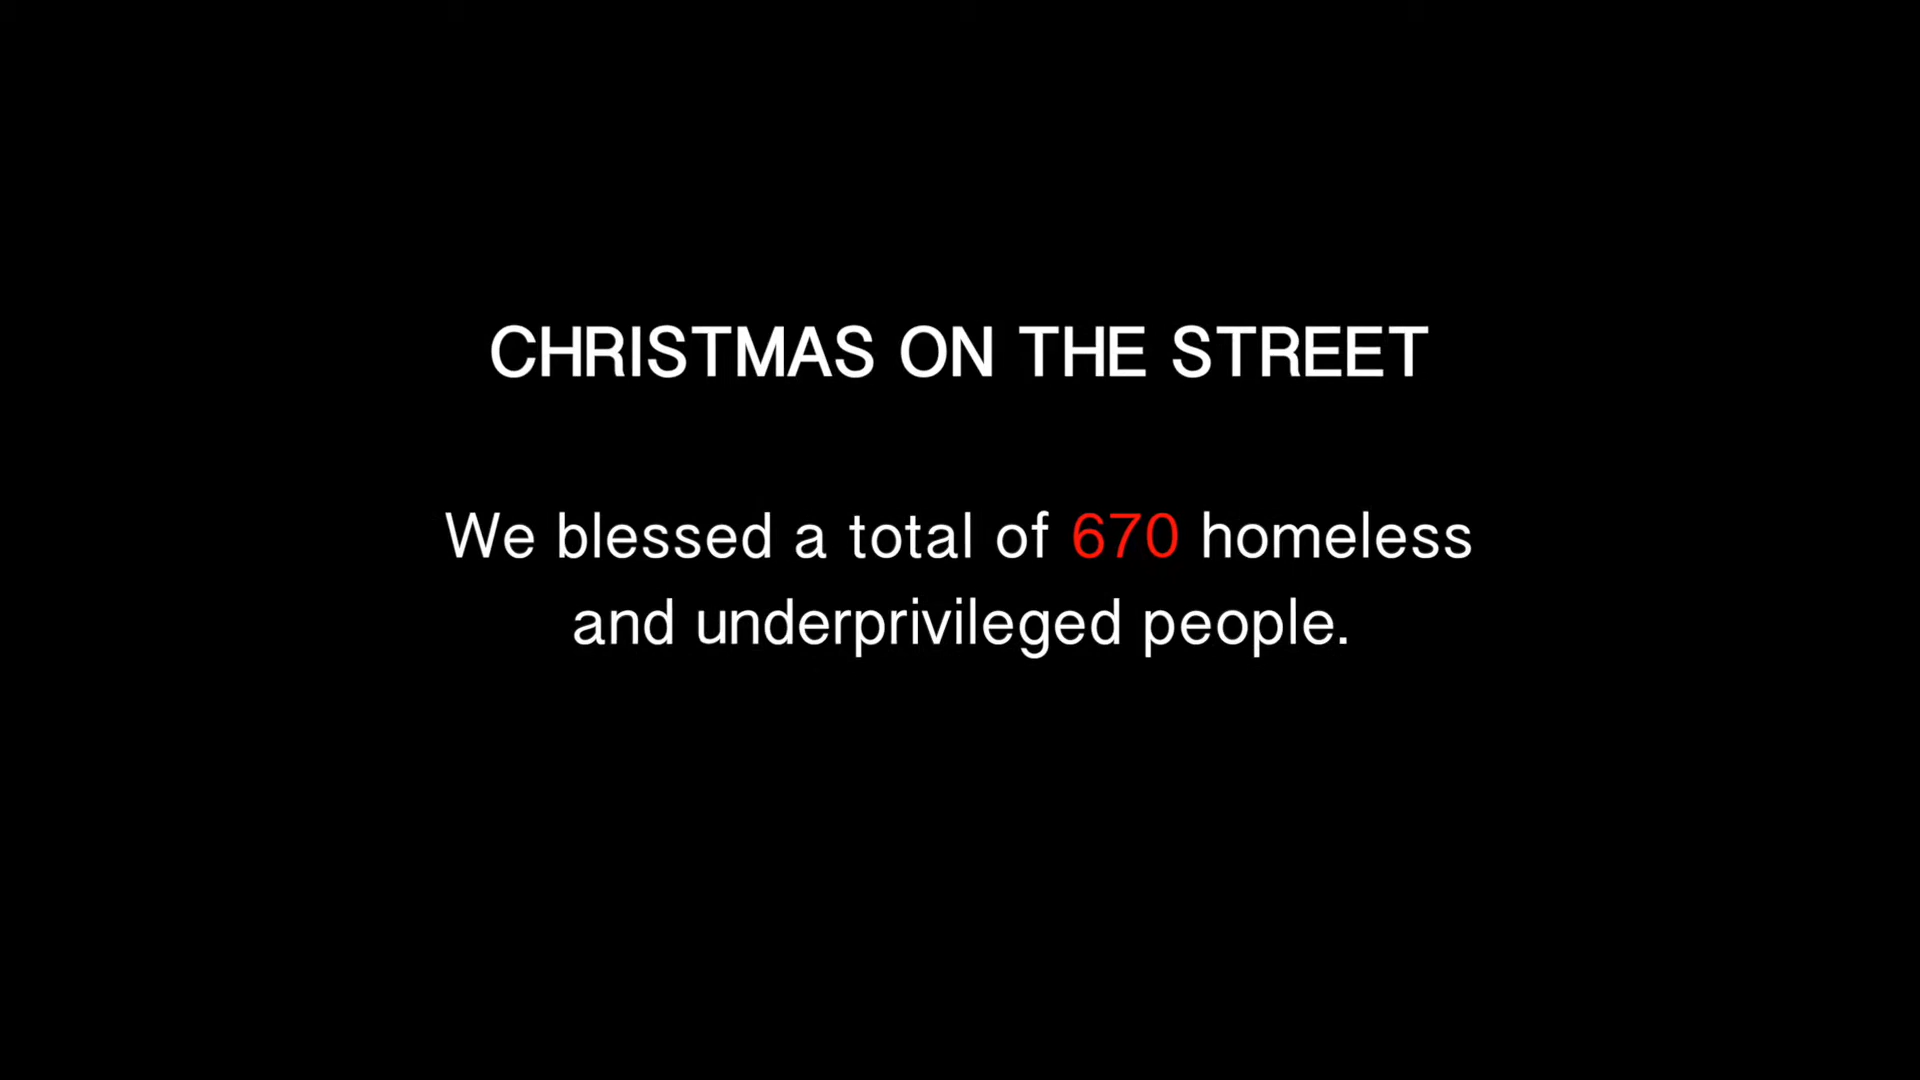 CHRISTMAS ON THE STREET
We blessed a total of 670 homeless
and underprivileged people.